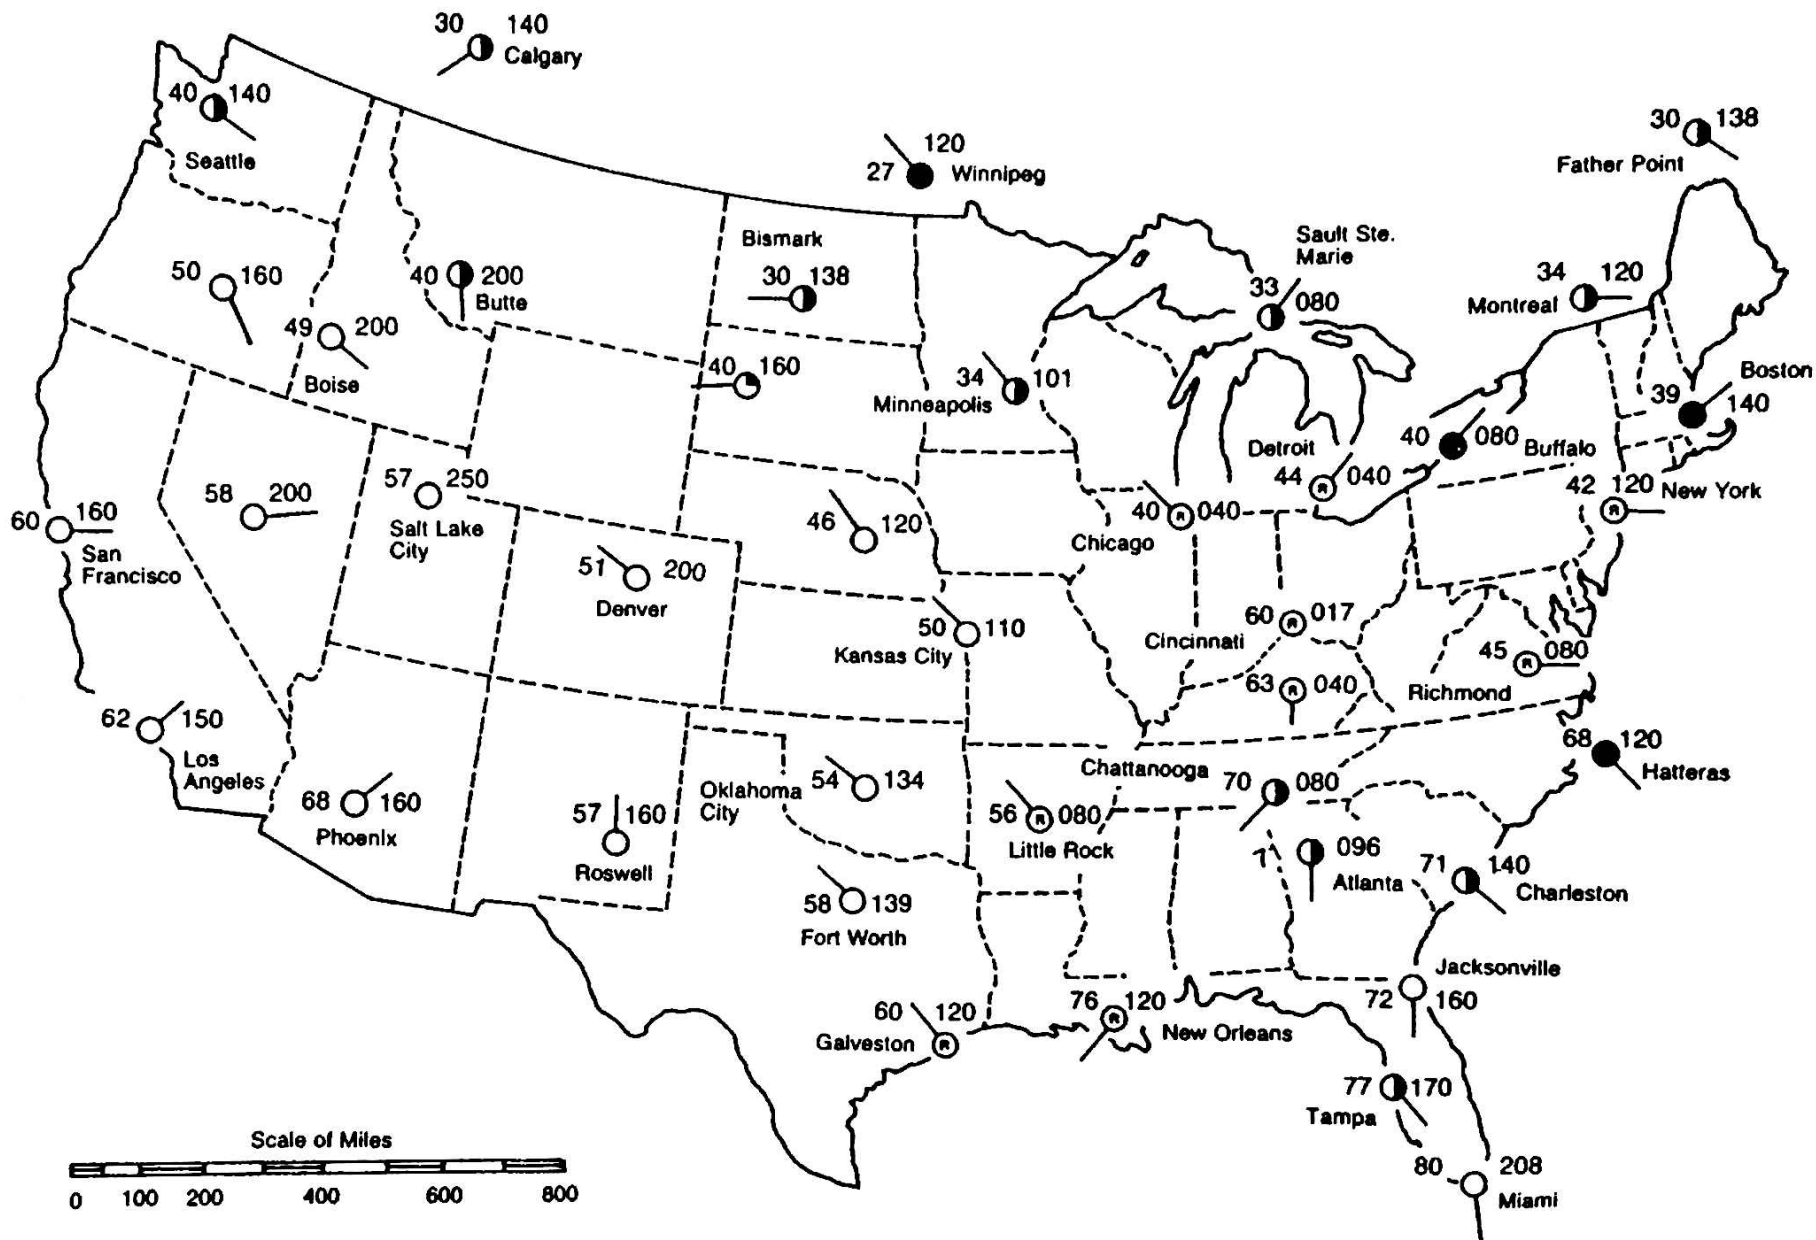 30 140
Calgary
40 140
Seattle
120
27 Winnipeg
30 138
Father Point
Bismark
30 138
Sault Ste.
Marie
33
080
34 120
Montreal
50 160
40 200
Butte
49 200
Boise
40 160
34 101
Minneapolis
Boston
39
140
Detroit
40 080 Buffalo
44 040
42 120 New York
58 200
57 250
Salt Lake
City
60 160
San
Francisco
46 120
40 040
Chicago
51 200
Denver
50 110
Kansas City
60 017
Cincinnati
63 040
45 080
Richmond
62 150
Los
Angeles
68 120
Hatteras
68 160
Phoenix
57 160
Roswell
Oklahoma
City
54 134
Chattanooga
70 080
56 080
Little Rock
7 096
Atlanta
71 140
Charleston
58 139
Fort Worth
Jacksonville
72 160
60 120
Galveston
76 120
New Orleans
77 170
Tampa
80 208
Miami
Scale of Miles
0 100 200 400 600 800
R
R
R
R
R
R
R
R
R